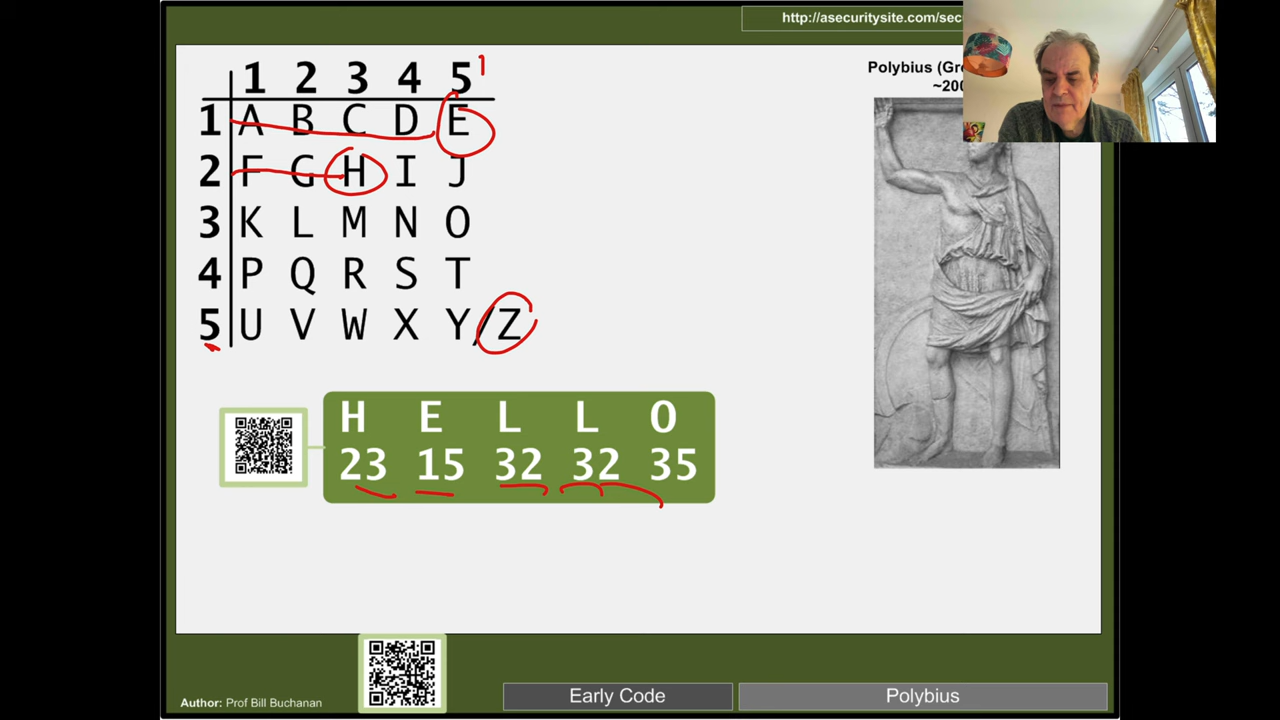 http://asecuritysite.com/sec
Polybius (Gre
~200
1 2 3 4 5 1
1 A B C D E
2 F G H I J
3 K L M N O
4 P Q R S T
5 U V W X Y/Z
H E L L O
23 15 32 32 35
Author: Prof Bill Buchanan
Early Code
Polybius